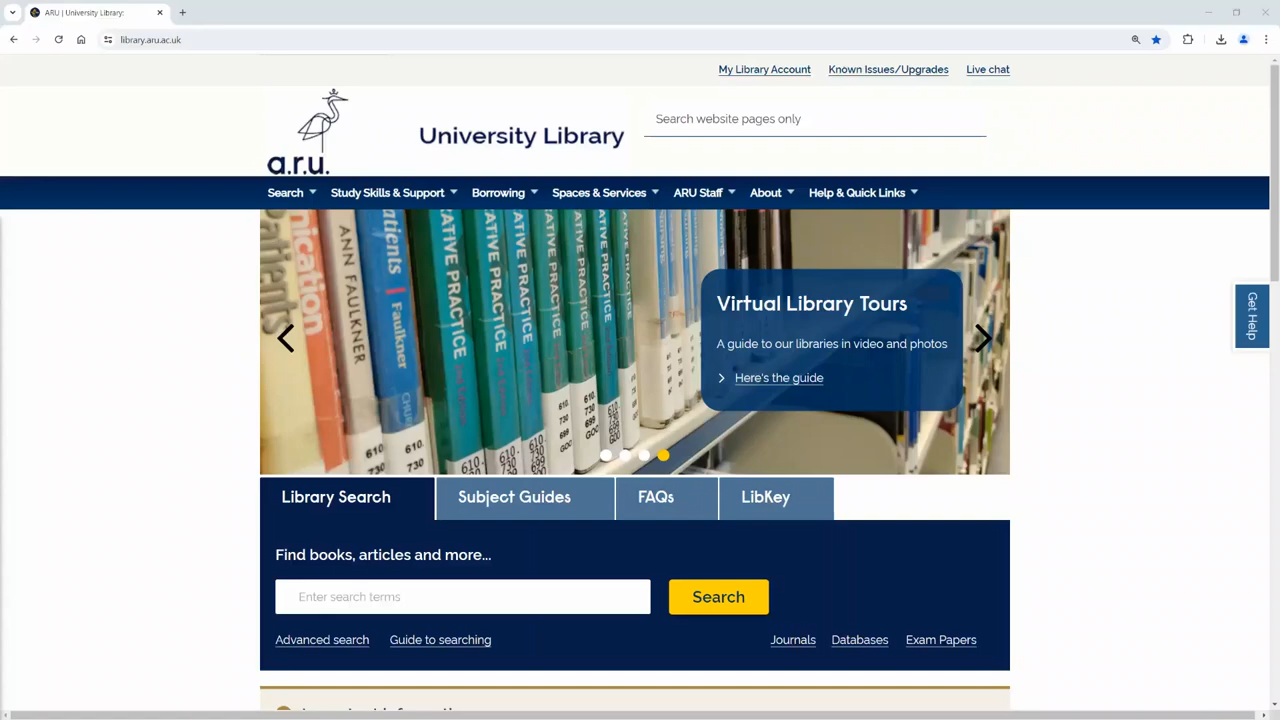 ARU | University Library:
library.aru.ac.uk
My Library Account Known Issues/Upgrades Live chat
a.r.u.
University Library
Search website pages only
Search Study Skills & Support Borrowing Spaces & Services ARU Staff About Help & Quick Links
ANN FAULKNER
Faulkner
Virtual Library Tours
A guide to our libraries in video and photos
Here's the guide
Get Help
Library Search Subject Guides FAQs LibKey
Find books, articles and more...
Enter search terms
Search
Advanced search Guide to searching Journals Databases Exam Papers